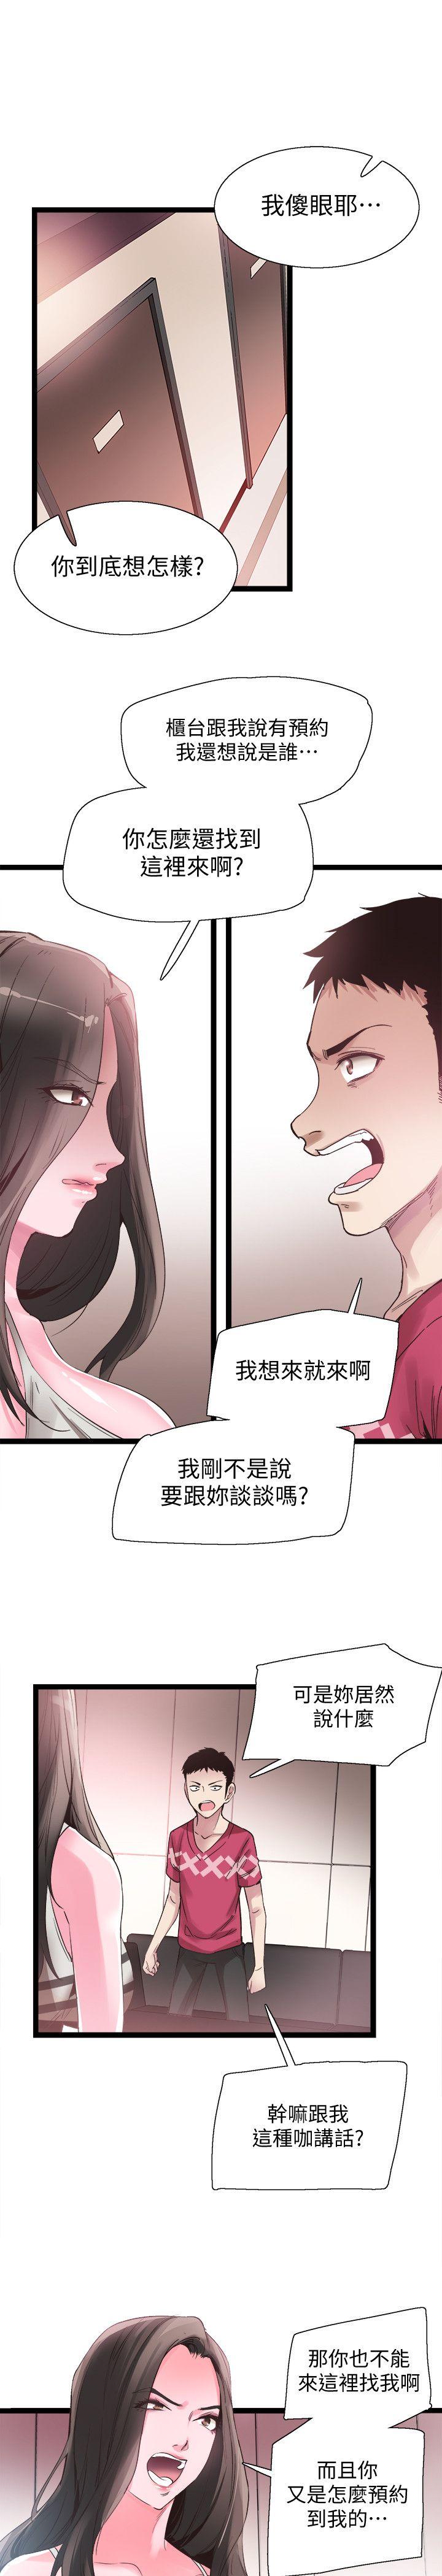 我傻眼耶…
你到底想怎樣?
櫃台跟我說有預約
我還想說是誰…
你怎麼還找到
這裡來啊?
我想來就來啊
我剛不是說
要跟妳談談嗎?
可是妳居然
說什麼
幹嘛跟我
這種咖講話?
那你也不能
來這裡找我啊
而且你
又是怎麼預約
到我的…